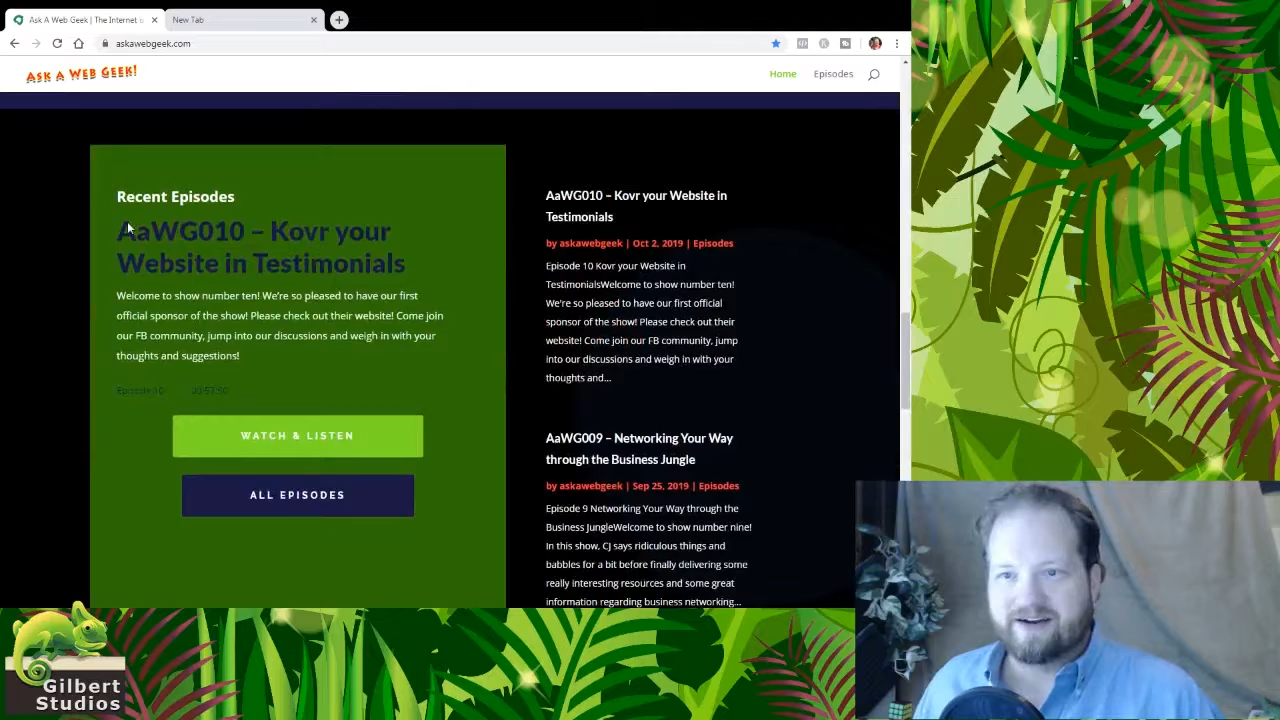 Ask A Web Geek | The Internet is
New Tab
askawebgeek.com
ASK A WEB GEEK!
Home
Episodes
Recent Episodes
AaWG010 – Kovr your
Website in Testimonials
Welcome to show number ten! We're so pleased to have our first
official sponsor of the show! Please check out their website! Come join
our FB community, jump into our discussions and weigh in with your
thoughts and suggestions!
Episode 10
00:57:50
WATCH & LISTEN
ALL EPISODES
AaWG010 – Kovr your Website in
Testimonials
by askawebgeek | Oct 2, 2019 | Episodes
Episode 10 Kovr your Website in
TestimonialsWelcome to show number ten!
We're so pleased to have our first official
sponsor of the show! Please check out their
website! Come join our FB community, jump
into our discussions and weigh in with your
thoughts and...
AaWG009 – Networking Your Way
through the Business Jungle
by askawebgeek | Sep 25, 2019 | Episodes
Episode 9 Networking Your Way through the
Business JungleWelcome to show number nine!
In this show, CJ says ridiculous things and
babbles for a bit before finally delivering some
really interesting resources and some great
information regarding business networking...
Gilbert
Studios